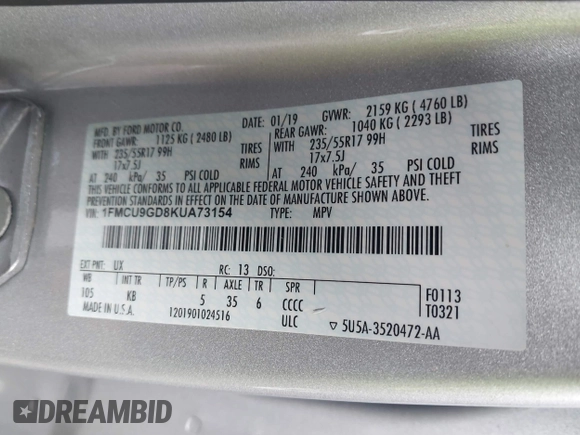 MFD. BY FORD MOTOR CO.
DATE: 01/19 GVWR: 2159 KG ( 4760 LB)
FRONT GAWR: 1125 KG ( 2480 LB) REAR GAWR: 1040 KG ( 2293 LB)
WITH 235/55R17 99H TIRES WITH 235/55R17 99H TIRES
17x7.5J RIMS 17x7.5J RIMS
AT 240 kPa/ 35 PSI COLD AT 240 kPa/ 35 PSI COLD
THIS VEHICLE CONFORMS TO ALL APPLICABLE FEDERAL MOTOR VEHICLE SAFETY AND THEFT
PREVENTION STANDARDS IN EFFECT ON THE DATE OF MANUFACTURE SHOWN ABOVE.
VIN: 1FMCU9GD8KUA73154 TYPE: MPV
EXT PNT: UX RC: 13 DSO: F0113
WB INT TR TP/PS R AXLE TR SPR T0321
105 KB 5 35 6 CCCC
MADE IN U.S.A. 1201901024516 ULC ▽ 5U5A-3520472-AA
DREAMBID